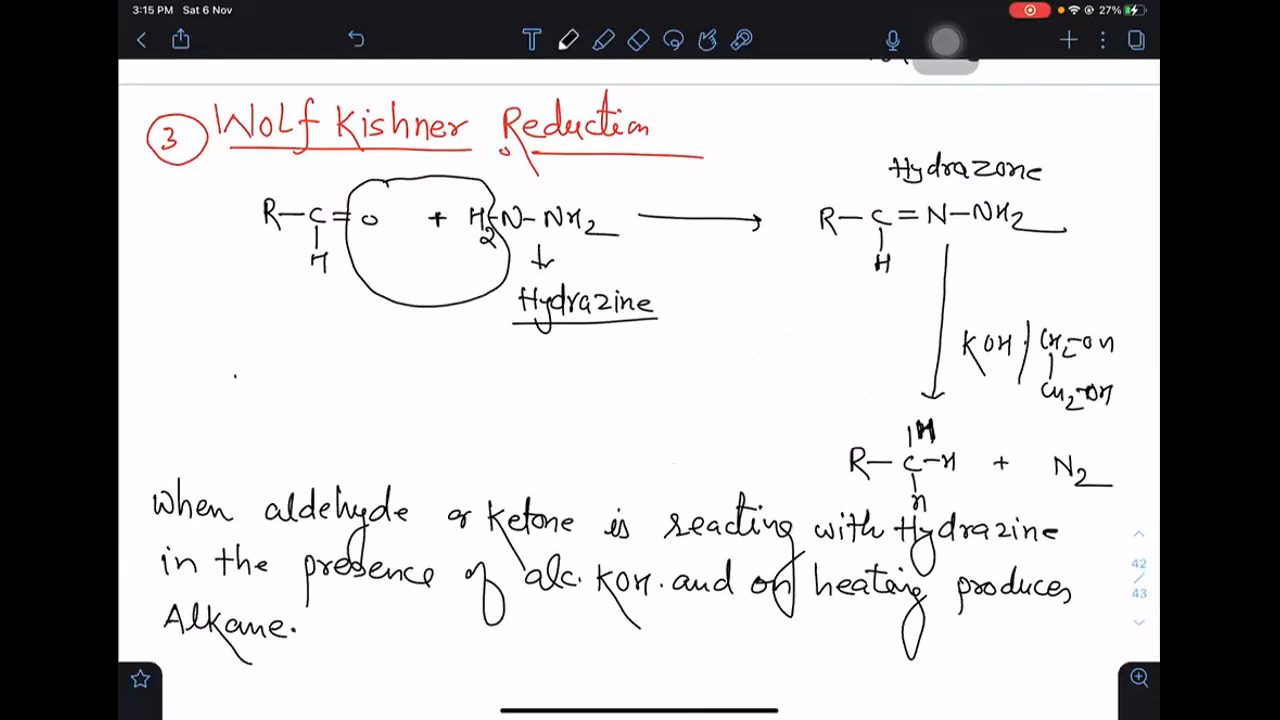 3:15 PM Sat 6 Nov
27%
3 Wolf Kishner Reduction
Hydrazone
R-C=O + H2N-NH2 → R-C=N-NH2
H H
Hydrazine
KOH / CH2-OH
CH2-OH
H
R-C-H + N2
H
When aldehyde or ketone is reacting with Hydrazine
in the presence of alc. KOH. and on heating produces
Alkane.
42
/
43